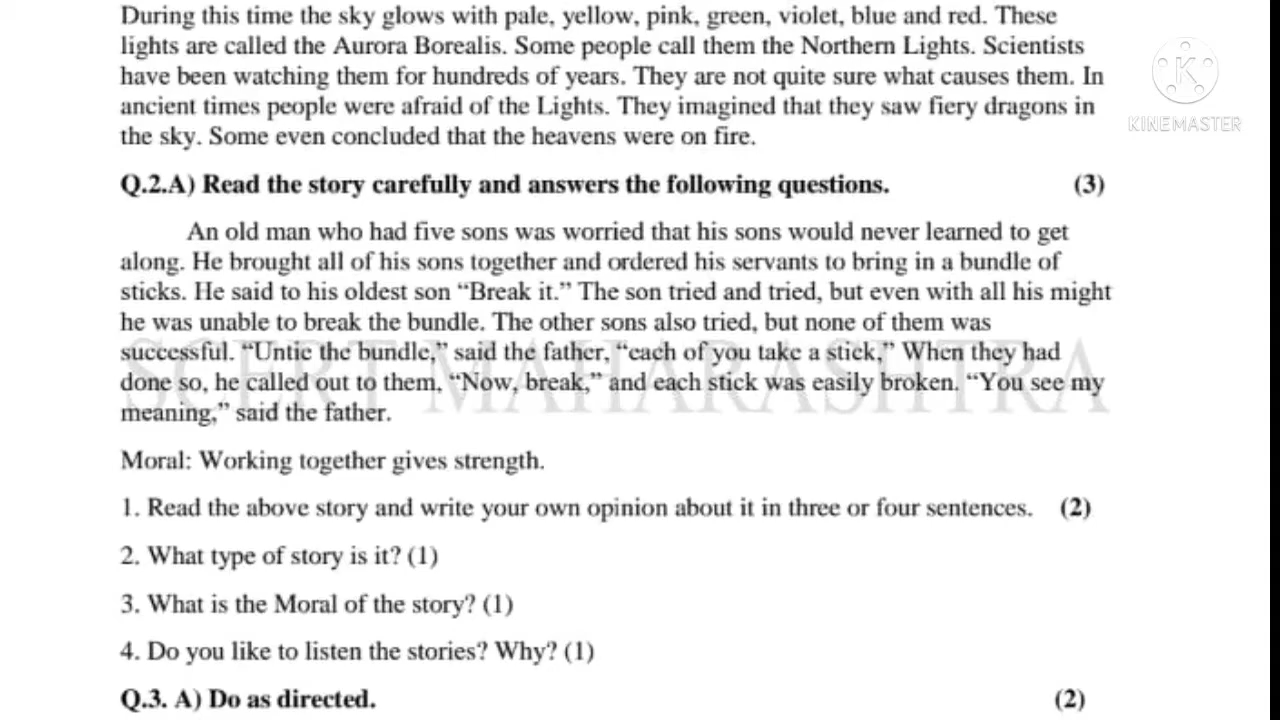 During this time the sky glows with pale, yellow, pink, green, violet, blue and red. These
lights are called the Aurora Borealis. Some people call them the Northern Lights. Scientists
have been watching them for hundreds of years. They are not quite sure what causes them. In
ancient times people were afraid of the Lights. They imagined that they saw fiery dragons in
the sky. Some even concluded that the heavens were on fire.
K
KINEMASTER
Q.2.A) Read the story carefully and answers the following questions. (3)
An old man who had five sons was worried that his sons would never learned to get
along. He brought all of his sons together and ordered his servants to bring in a bundle of
sticks. He said to his oldest son “Break it.” The son tried and tried, but even with all his might
he was unable to break the bundle. The other sons also tried, but none of them was
successful. “Untie the bundle,” said the father, “each of you take a stick,” When they had
done so, he called out to them, “Now, break,” and each stick was easily broken. “You see my
meaning,” said the father.
SCERT MAHARASHTRA
Moral: Working together gives strength.
1. Read the above story and write your own opinion about it in three or four sentences. (2)
2. What type of story is it? (1)
3. What is the Moral of the story? (1)
4. Do you like to listen the stories? Why? (1)
Q.3. A) Do as directed. (2)